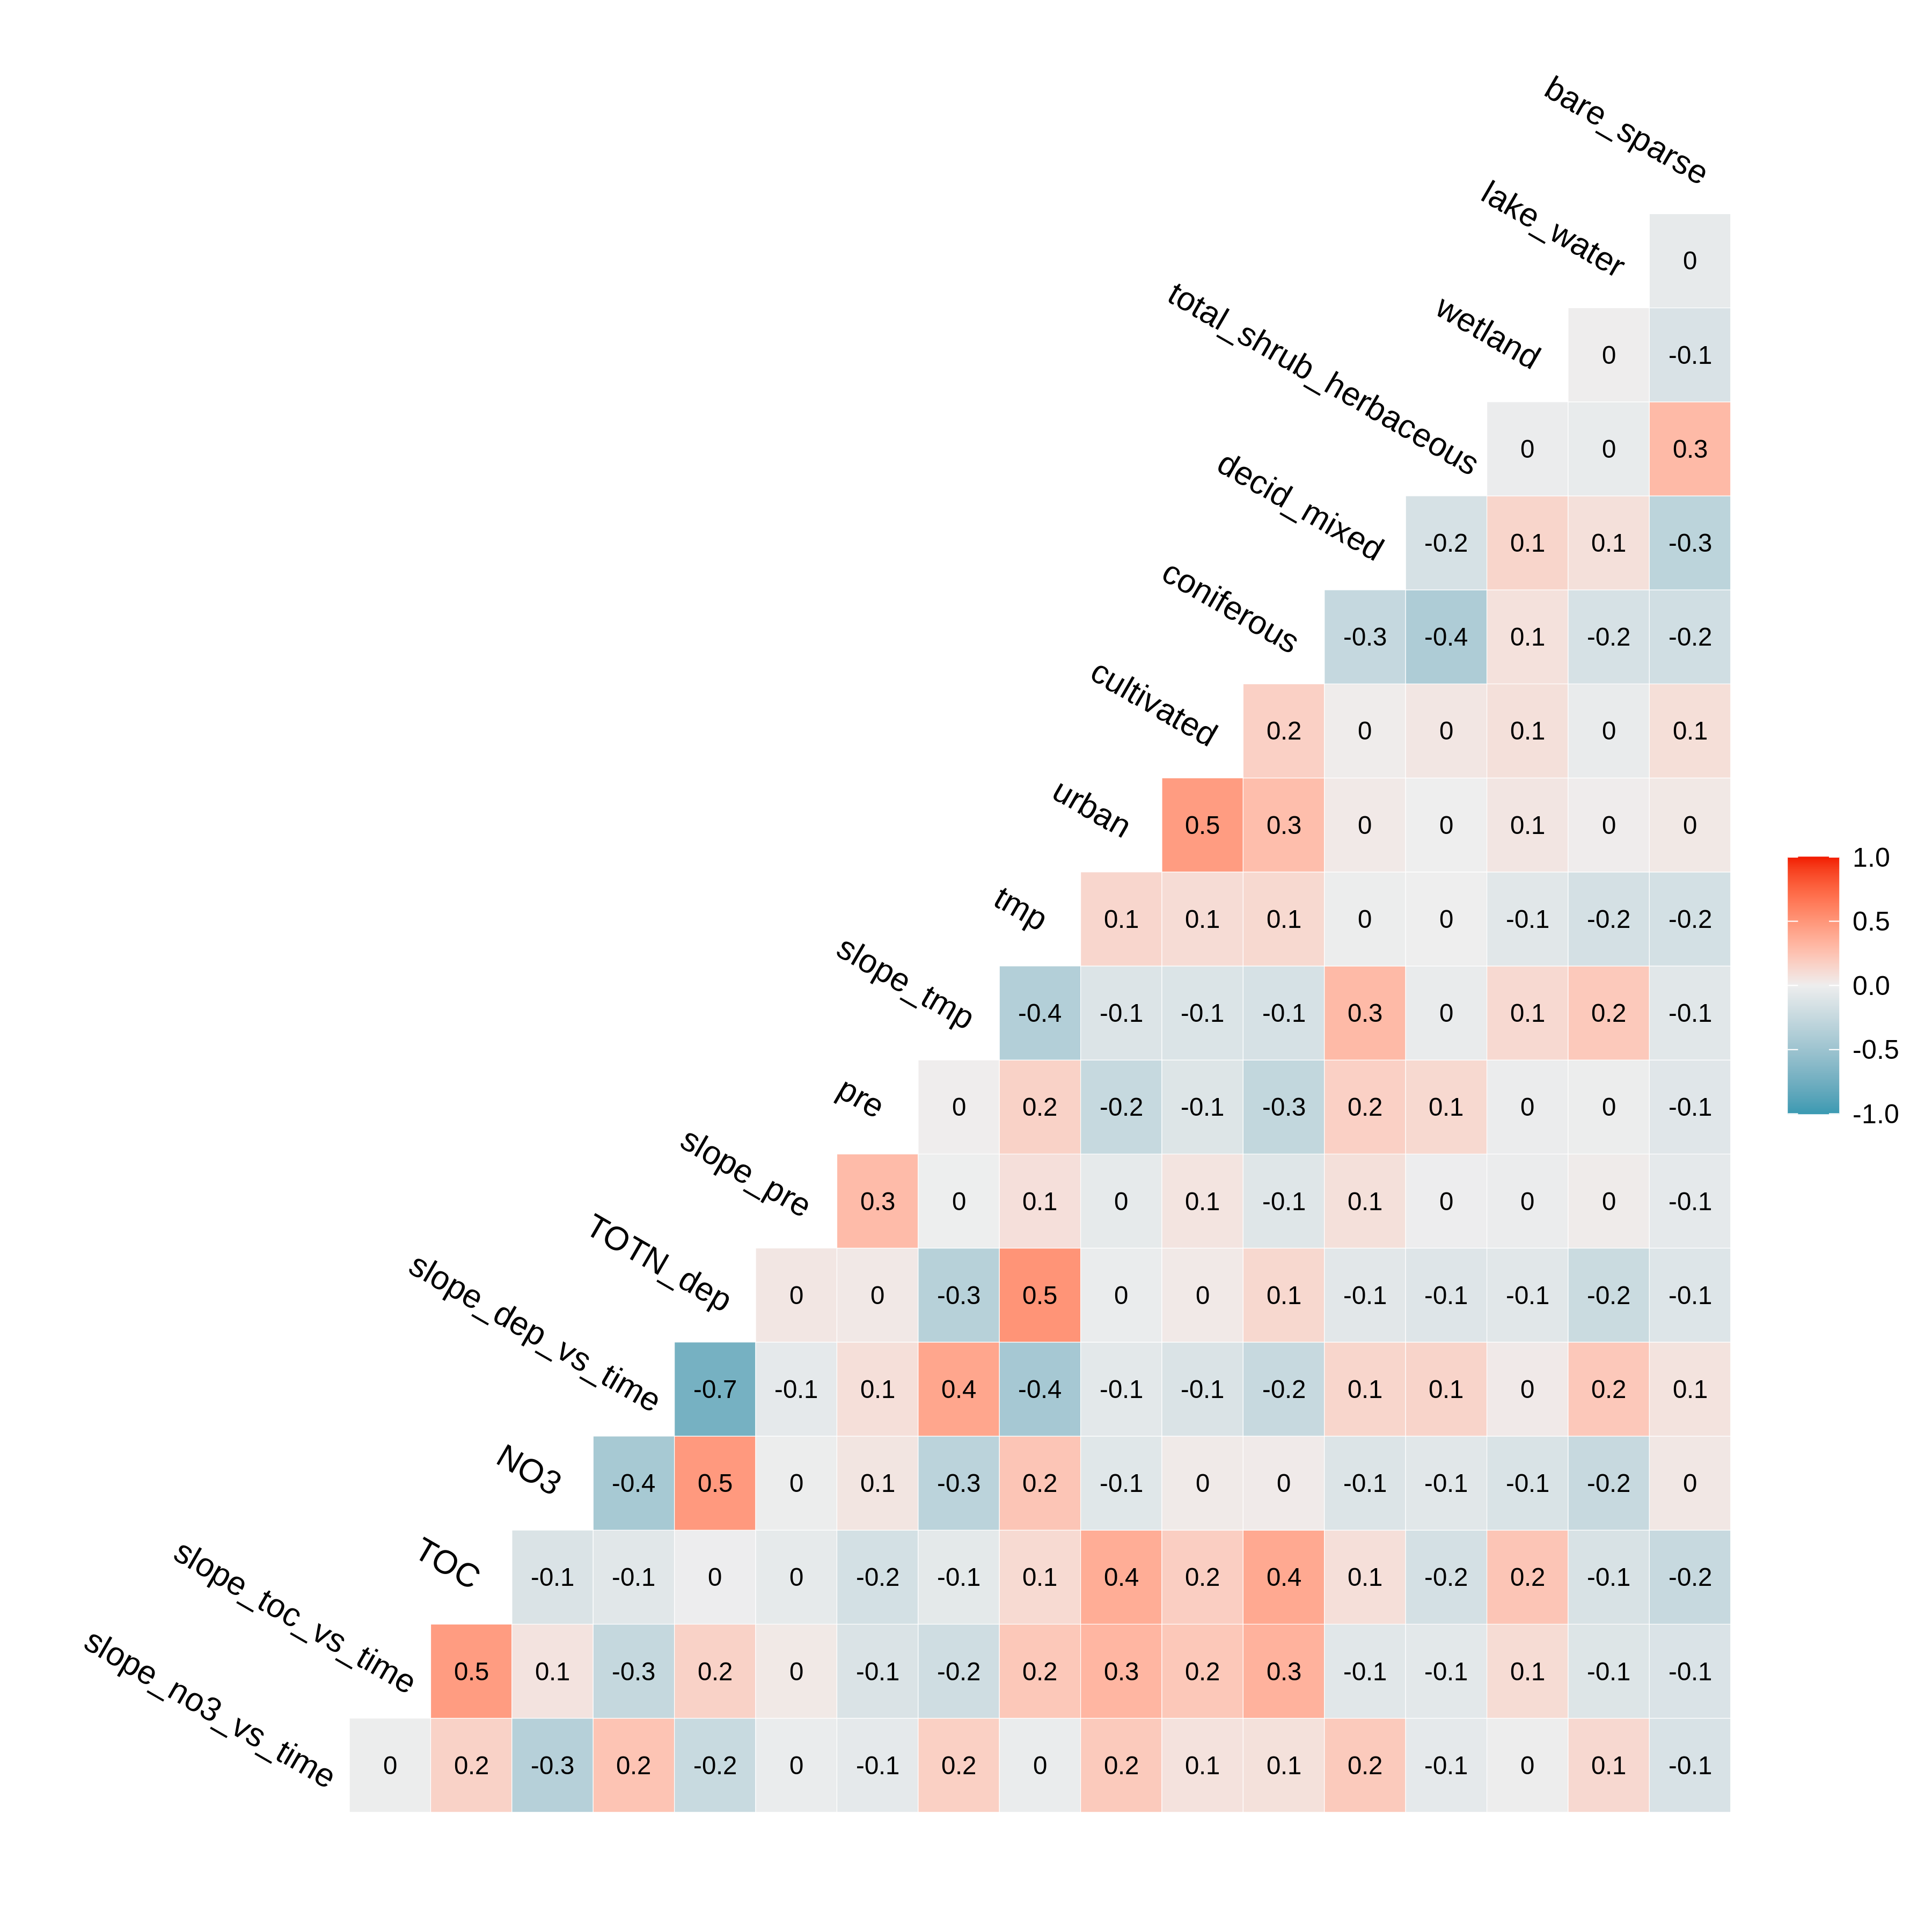 bare_sparse
lake_water
0
wetland
0 -0.1
total_shrub_herbaceous
0 0 0.3
decid_mixed
-0.2 0.1 0.1 -0.3
coniferous
-0.3 -0.4 0.1 -0.2 -0.2
cultivated
0.2 0 0 0.1 0 0.1
urban
0.5 0.3 0 0 0.1 0 0
tmp
0.1 0.1 0.1 0 0 -0.1 -0.2 -0.2
slope_tmp
-0.4 -0.1 -0.1 -0.1 0.3 0 0.1 0.2 -0.1
pre
0 0.2 -0.2 -0.1 -0.3 0.2 0.1 0 0 -0.1
slope_pre
0.3 0 0.1 0 0.1 -0.1 0.1 0 0 0 -0.1
TOTN_dep
0 0 -0.3 0.5 0 0 0.1 -0.1 -0.1 -0.1 -0.2 -0.1
slope_dep_vs_time
-0.7 -0.1 0.1 0.4 -0.4 -0.1 -0.1 -0.2 0.1 0.1 0 0.2 0.1
NO3
-0.4 0.5 0 0.1 -0.3 0.2 -0.1 0 0 -0.1 -0.1 -0.1 -0.2 0
TOC
-0.1 -0.1 0 0 -0.2 -0.1 0.1 0.4 0.2 0.4 0.1 -0.2 0.2 -0.1 -0.2
slope_toc_vs_time
0.5 0.1 -0.3 0.2 0 -0.1 -0.2 0.2 0.3 0.2 0.3 -0.1 -0.1 0.1 -0.1 -0.1
slope_no3_vs_time
0 0.2 -0.3 0.2 -0.2 0 -0.1 0.2 0 0.2 0.1 0.1 0.2 -0.1 0 0.1 -0.1
1.0
0.5
0.0
-0.5
-1.0